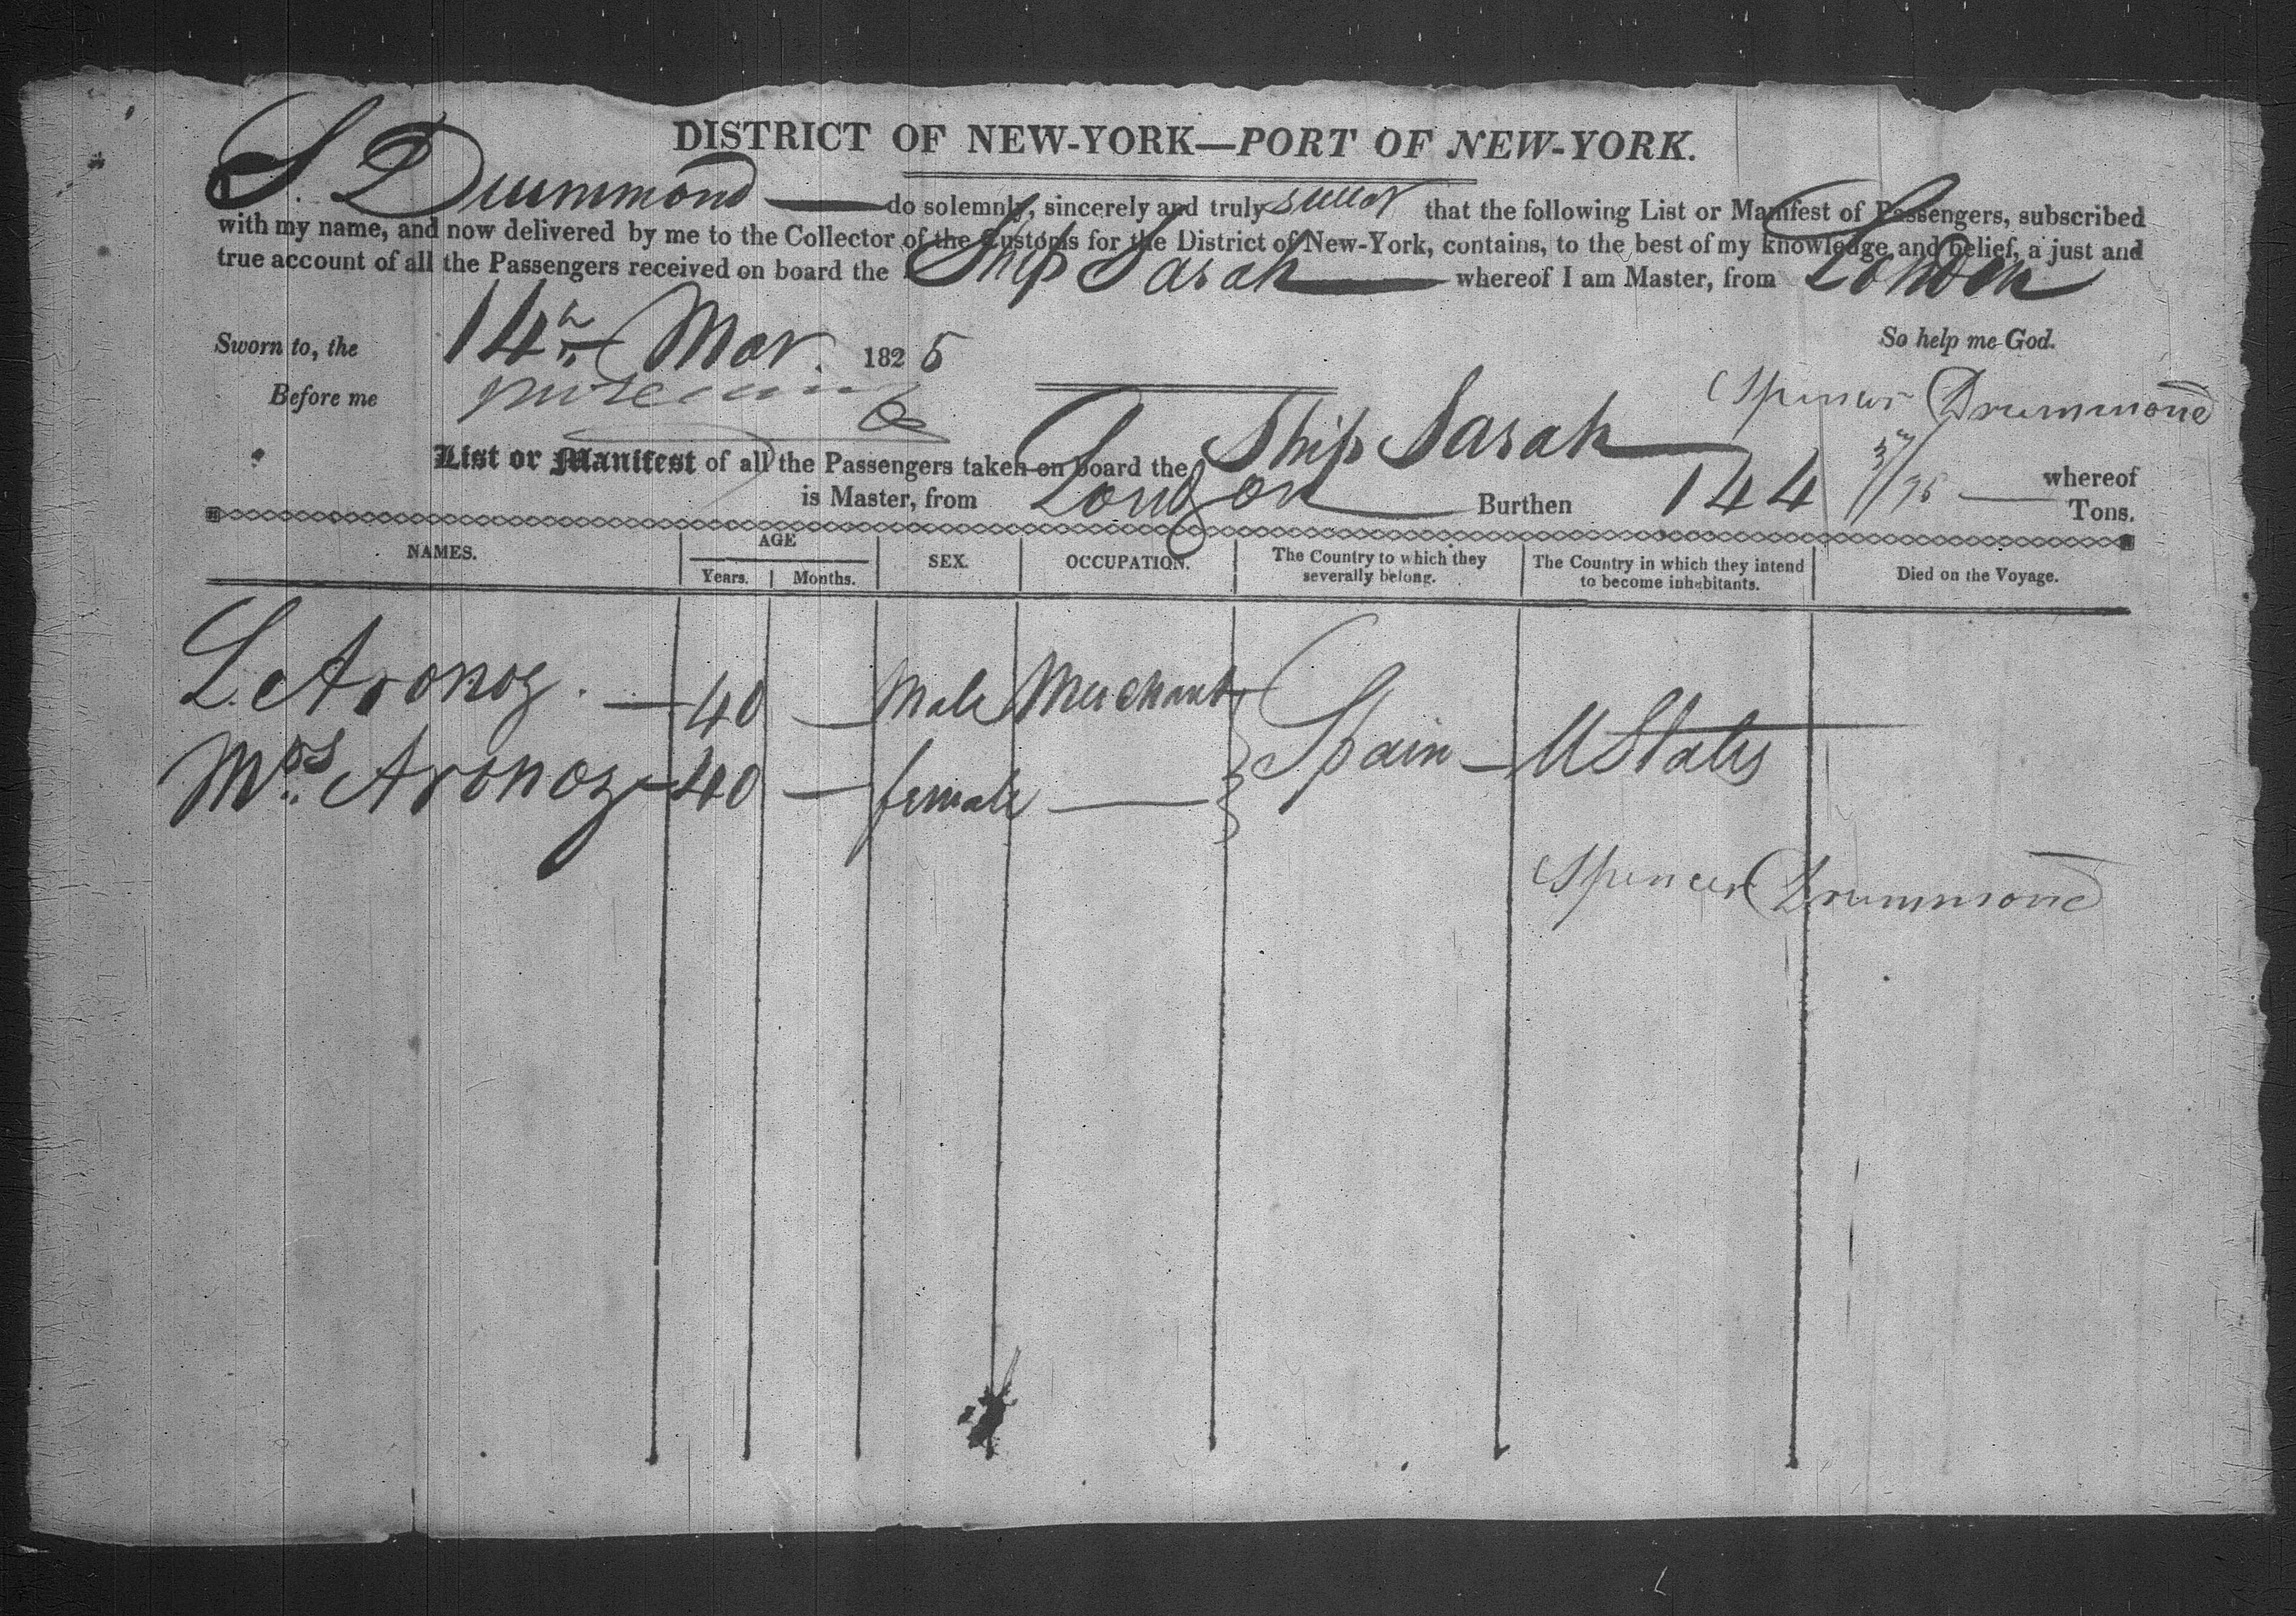 DISTRICT OF NEW-YORK—PORT OF NEW-YORK.
S. Drummond — do solemnly, sincerely and truly swear that the following List or Manifest of Passengers, subscribed
with my name, and now delivered by me to the Collector of the Customs for the District of New-York, contains, to the best of my knowledge and belief, a just and
true account of all the Passengers received on board the Ship Sarah — whereof I am Master, from London
Sworn to, the 14th Mar. 1825 So help me God.
Before me Spencer Drummond
List or Manifest of all the Passengers taken on board the Ship Sarah — whereof
is Master, from London — Burthen 144 /95 — Tons.
NAMES. AGE Years. Months. SEX. OCCUPATION. The Country to which they severally belong. The Country in which they intend to become inhabitants. Died on the Voyage.
L. Aronoz. — 40 — Male Merchant
Spain — U States
Mrs. Aronoz — 40 — female —
Spencer Drummond